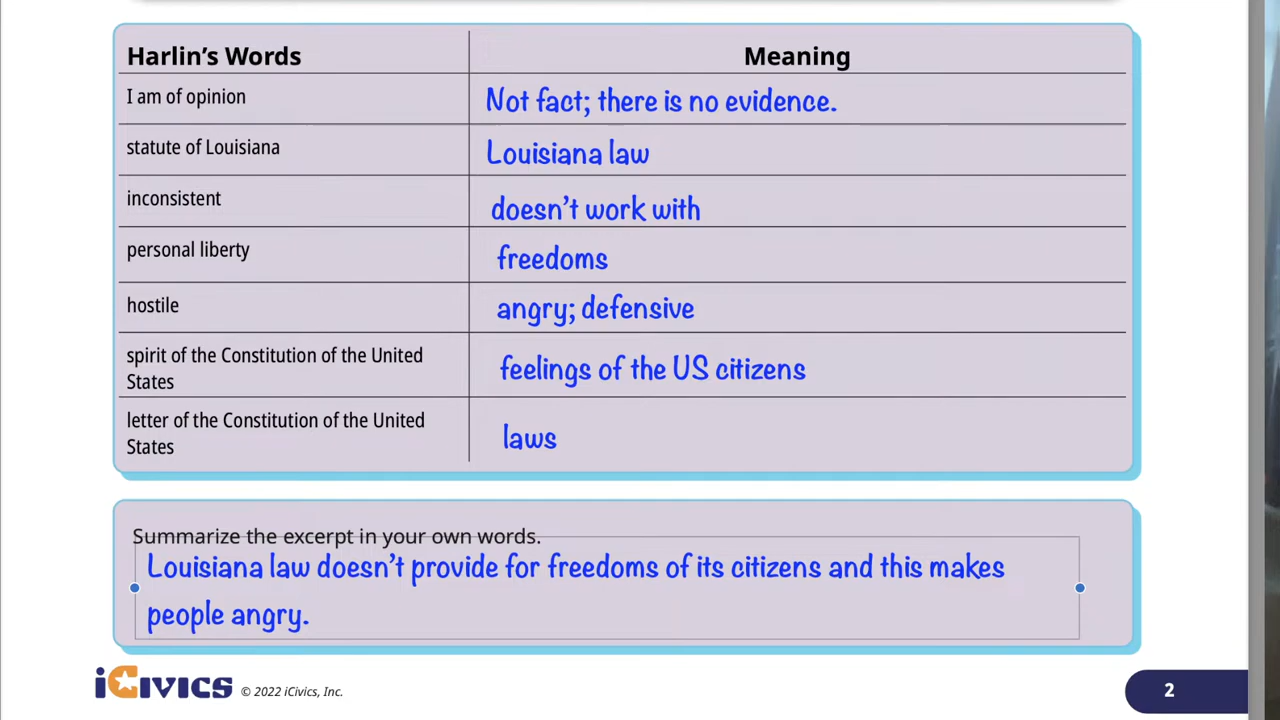 Harlin's Words Meaning
I am of opinion Not fact; there is no evidence.
statute of Louisiana Louisiana law
inconsistent doesn't work with
personal liberty freedoms
hostile angry; defensive
spirit of the Constitution of the United
States
feelings of the US citizens
letter of the Constitution of the United
States
laws
Summarize the excerpt in your own words.
Louisiana law doesn't provide for freedoms of its citizens and this makes
people angry.
iCivics © 2022 iCivics, Inc.
2